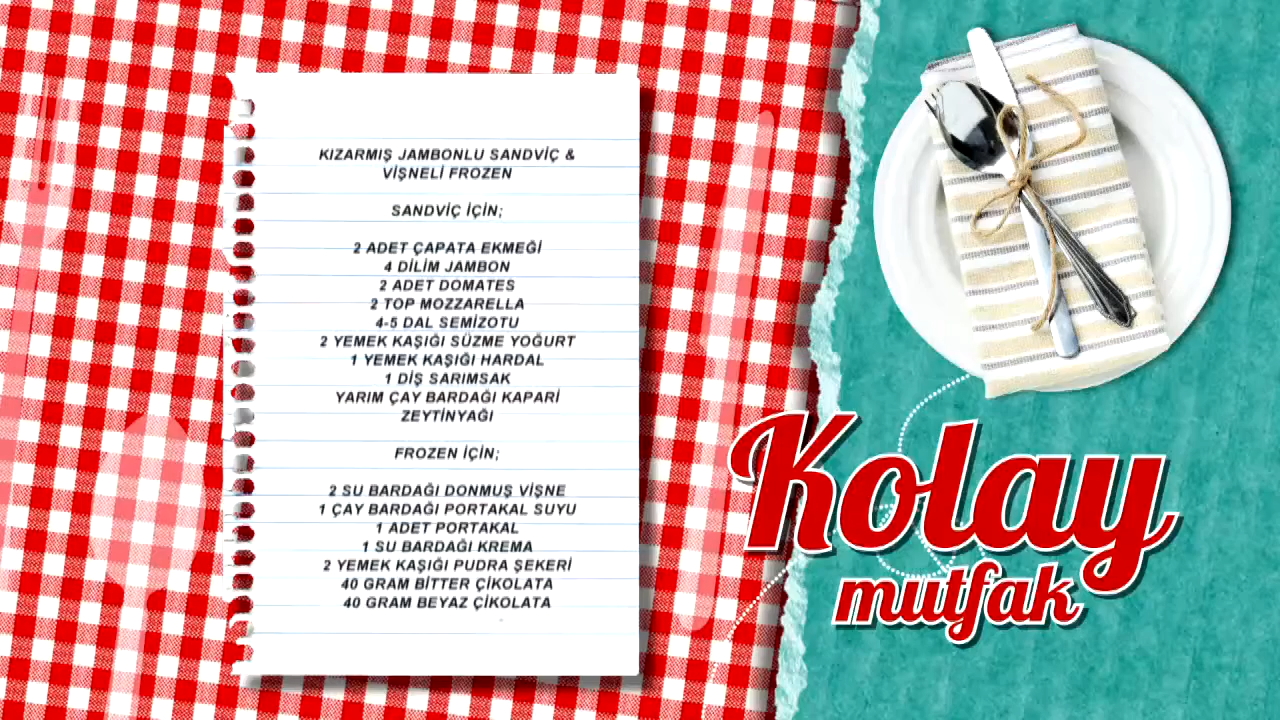 KIZARMIŞ JAMBONLU SANDVİÇ &
VİŞNELİ FROZEN
SANDVİÇ İÇİN;
2 ADET ÇAPATA EKMEĞİ
4 DİLİM JAMBON
2 ADET DOMATES
2 TOP MOZZARELLA
4-5 DAL SEMİZOTU
2 YEMEK KAŞIĞI SÜZME YOĞURT
1 YEMEK KAŞIĞI HARDAL
1 DİŞ SARIMSAK
YARIM ÇAY BARDAĞI KAPARİ
ZEYTİNYAĞI
FROZEN İÇİN;
2 SU BARDAĞI DONMUŞ VİŞNE
1 ÇAY BARDAĞI PORTAKAL SUYU
1 ADET PORTAKAL
1 SU BARDAĞI KREMA
2 YEMEK KAŞIĞI PUDRA ŞEKERİ
40 GRAM BİTTER ÇİKOLATA
40 GRAM BEYAZ ÇİKOLATA
Kolay
mutfak